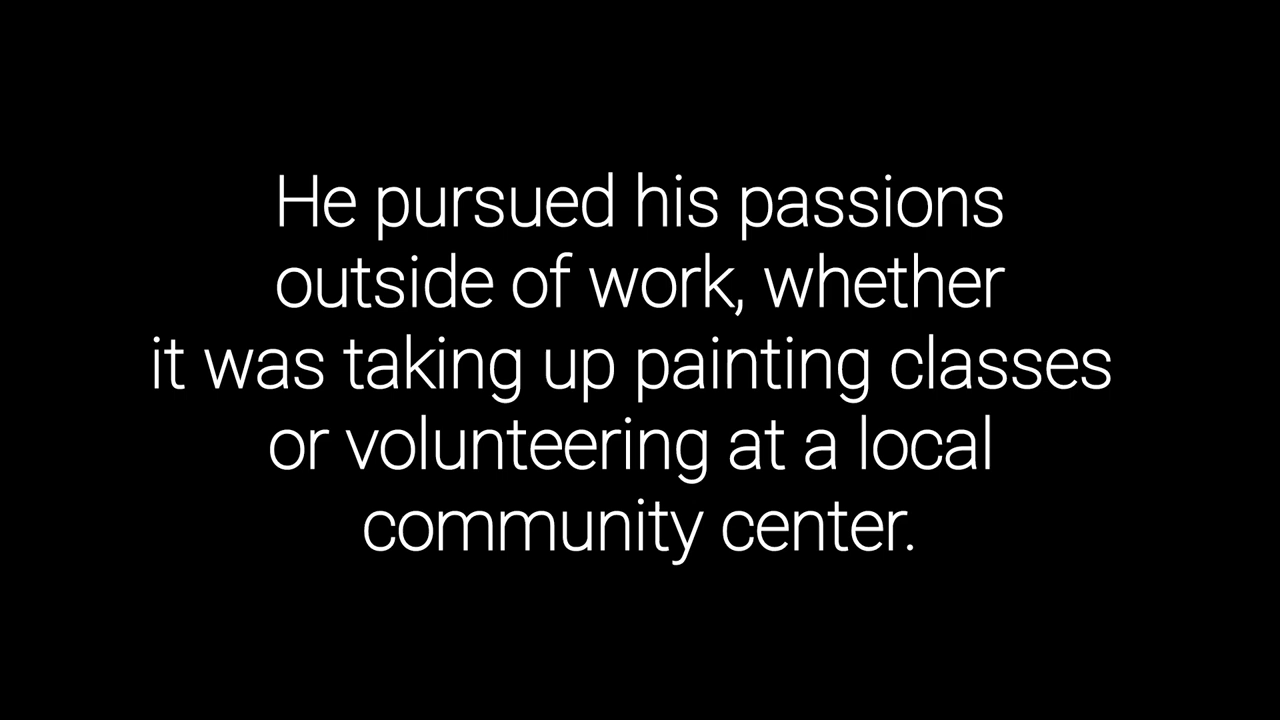 He pursued his passions
outside of work, whether
it was taking up painting classes
or volunteering at a local
community center.